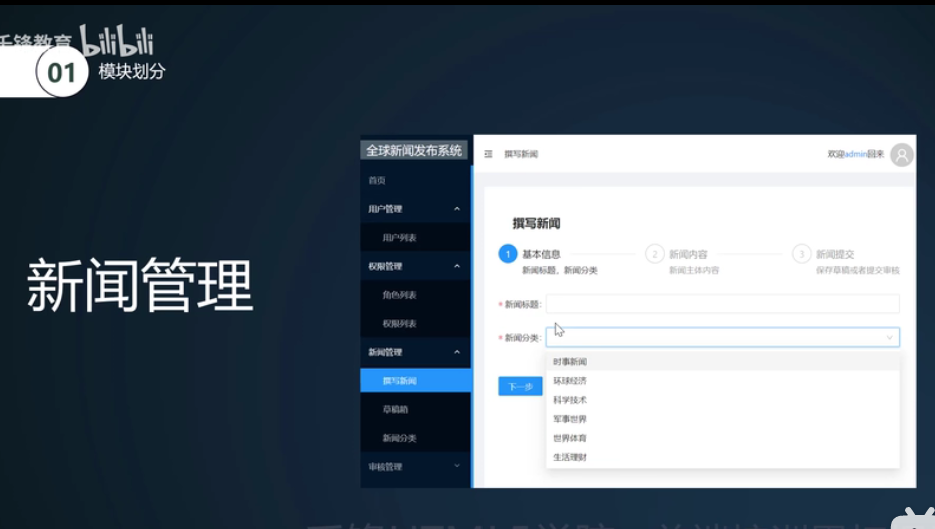 千锋教育 bilibili
01 模块划分
新闻管理
全球新闻发布系统
首页
用户管理
用户列表
权限管理
角色列表
权限列表
新闻管理
撰写新闻
草稿箱
新闻分类
审核管理
撰写新闻
欢迎admin回来
撰写新闻
1 基本信息
新闻标题，新闻分类
2 新闻内容
新闻主体内容
3 新闻提交
保存草稿或者提交审核
* 新闻标题:
* 新闻分类:
时事新闻
环球经济
科学技术
军事世界
世界体育
生活理财
下一步